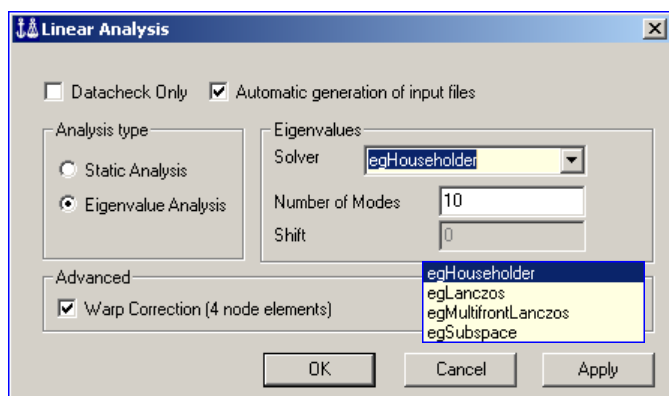 Linear Analysis
Datacheck Only Automatic generation of input files
Analysis type
Static Analysis
Eigenvalue Analysis
Eigenvalues
Solver egHouseholder
Number of Modes 10
Shift 0
Advanced
Warp Correction (4 node elements)
egHouseholder
egLanczos
egMultifrontLanczos
egSubspace
OK Cancel Apply